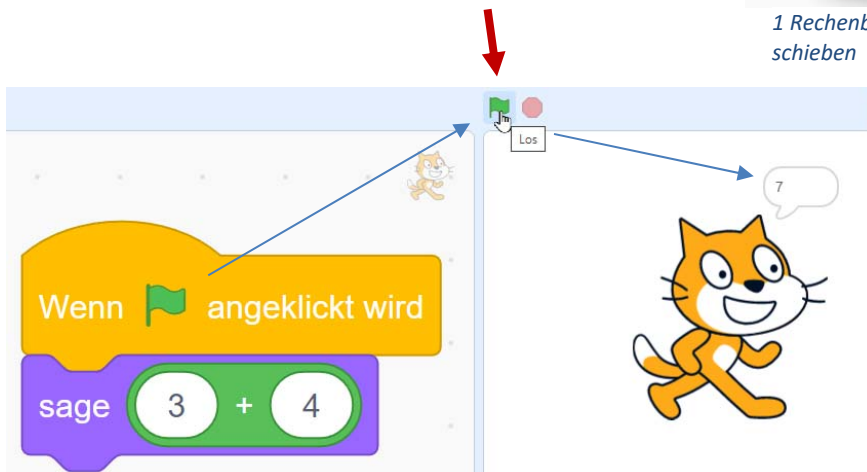 1 Rechenb
schieben
Los
7
Wenn angeklickt wird
sage 3 + 4